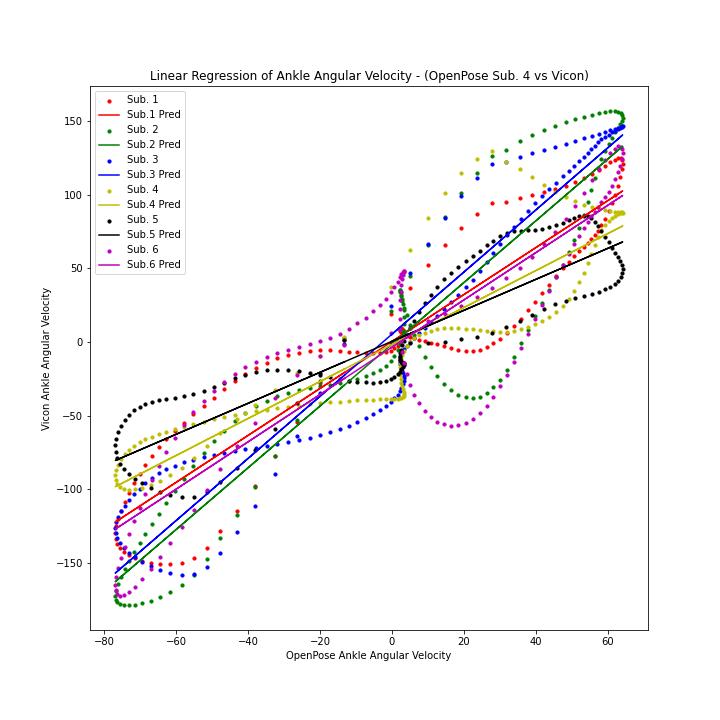 Linear Regression of Ankle Angular Velocity - (OpenPose Sub. 4 vs Vicon)
Sub. 1
Sub.1 Pred
Sub. 2
Sub.2 Pred
Sub. 3
Sub.3 Pred
Sub. 4
Sub.4 Pred
Sub. 5
Sub.5 Pred
Sub. 6
Sub.6 Pred
150
100
50
0
−50
−100
−150
Vicon Ankle Angular Velocity
−80 −60 −40 −20 0 20 40 60
OpenPose Ankle Angular Velocity